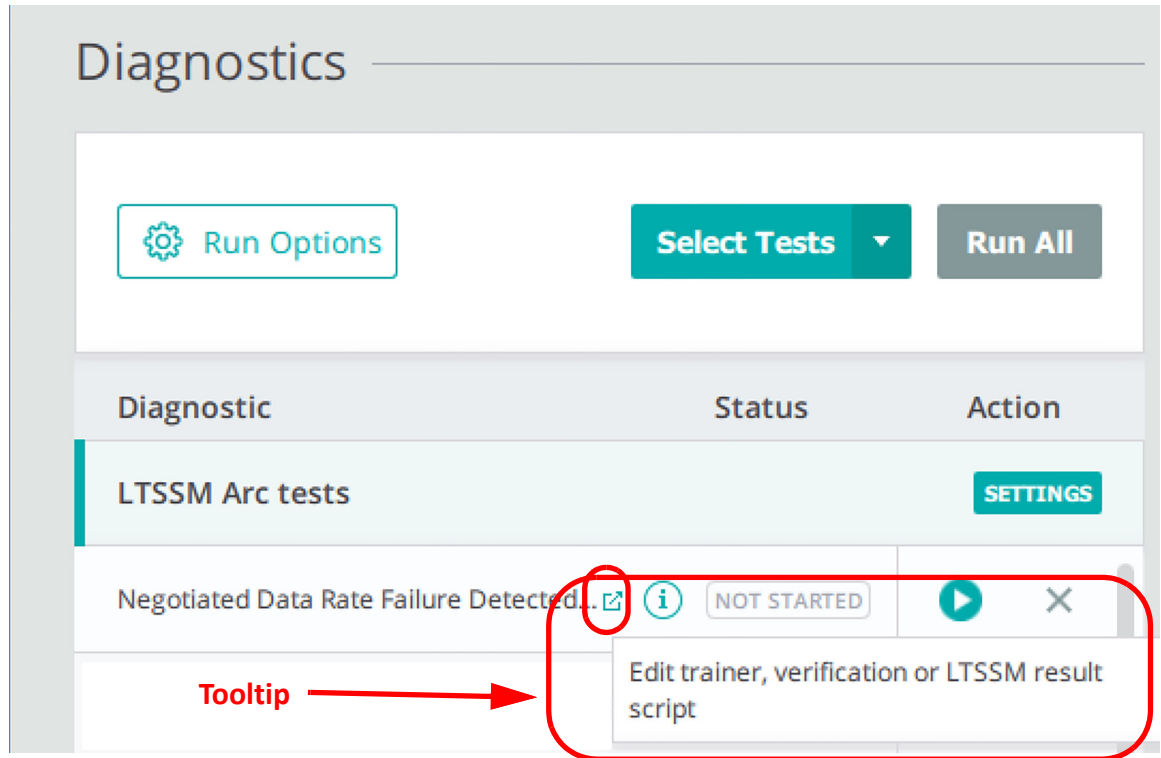 Diagnostics
Run Options
Select Tests
Run All
Diagnostic Status Action
LTSSM Arc tests
SETTINGS
Negotiated Data Rate Failure Detected... i NOT STARTED
Tooltip
Edit trainer, verification or LTSSM result
script